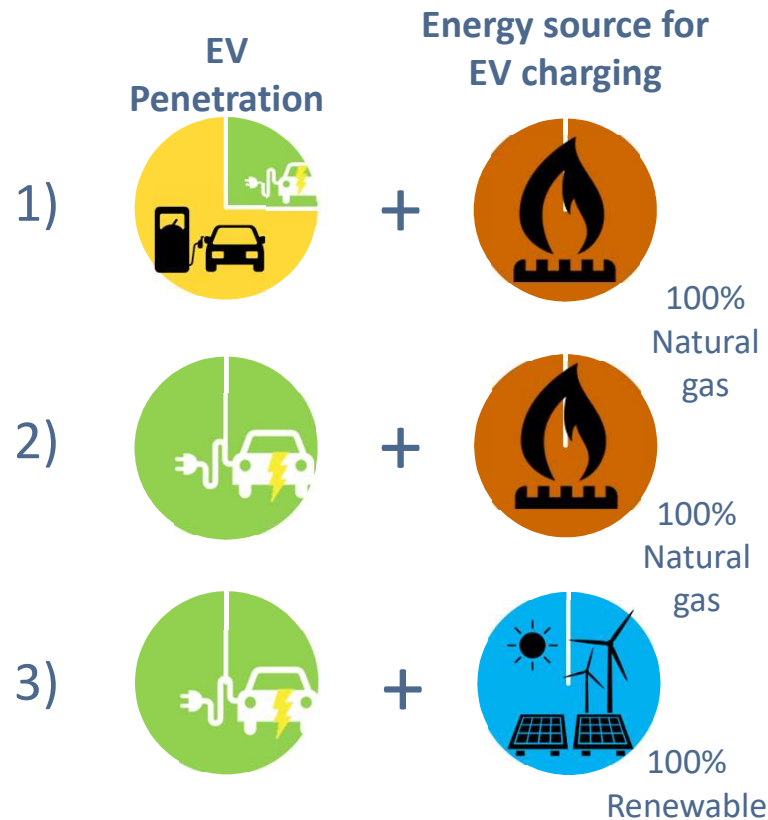 EV
Penetration
Energy source for
EV charging
1)
+
100%
Natural
gas
2)
+
100%
Natural
gas
3)
+
100%
Renewable